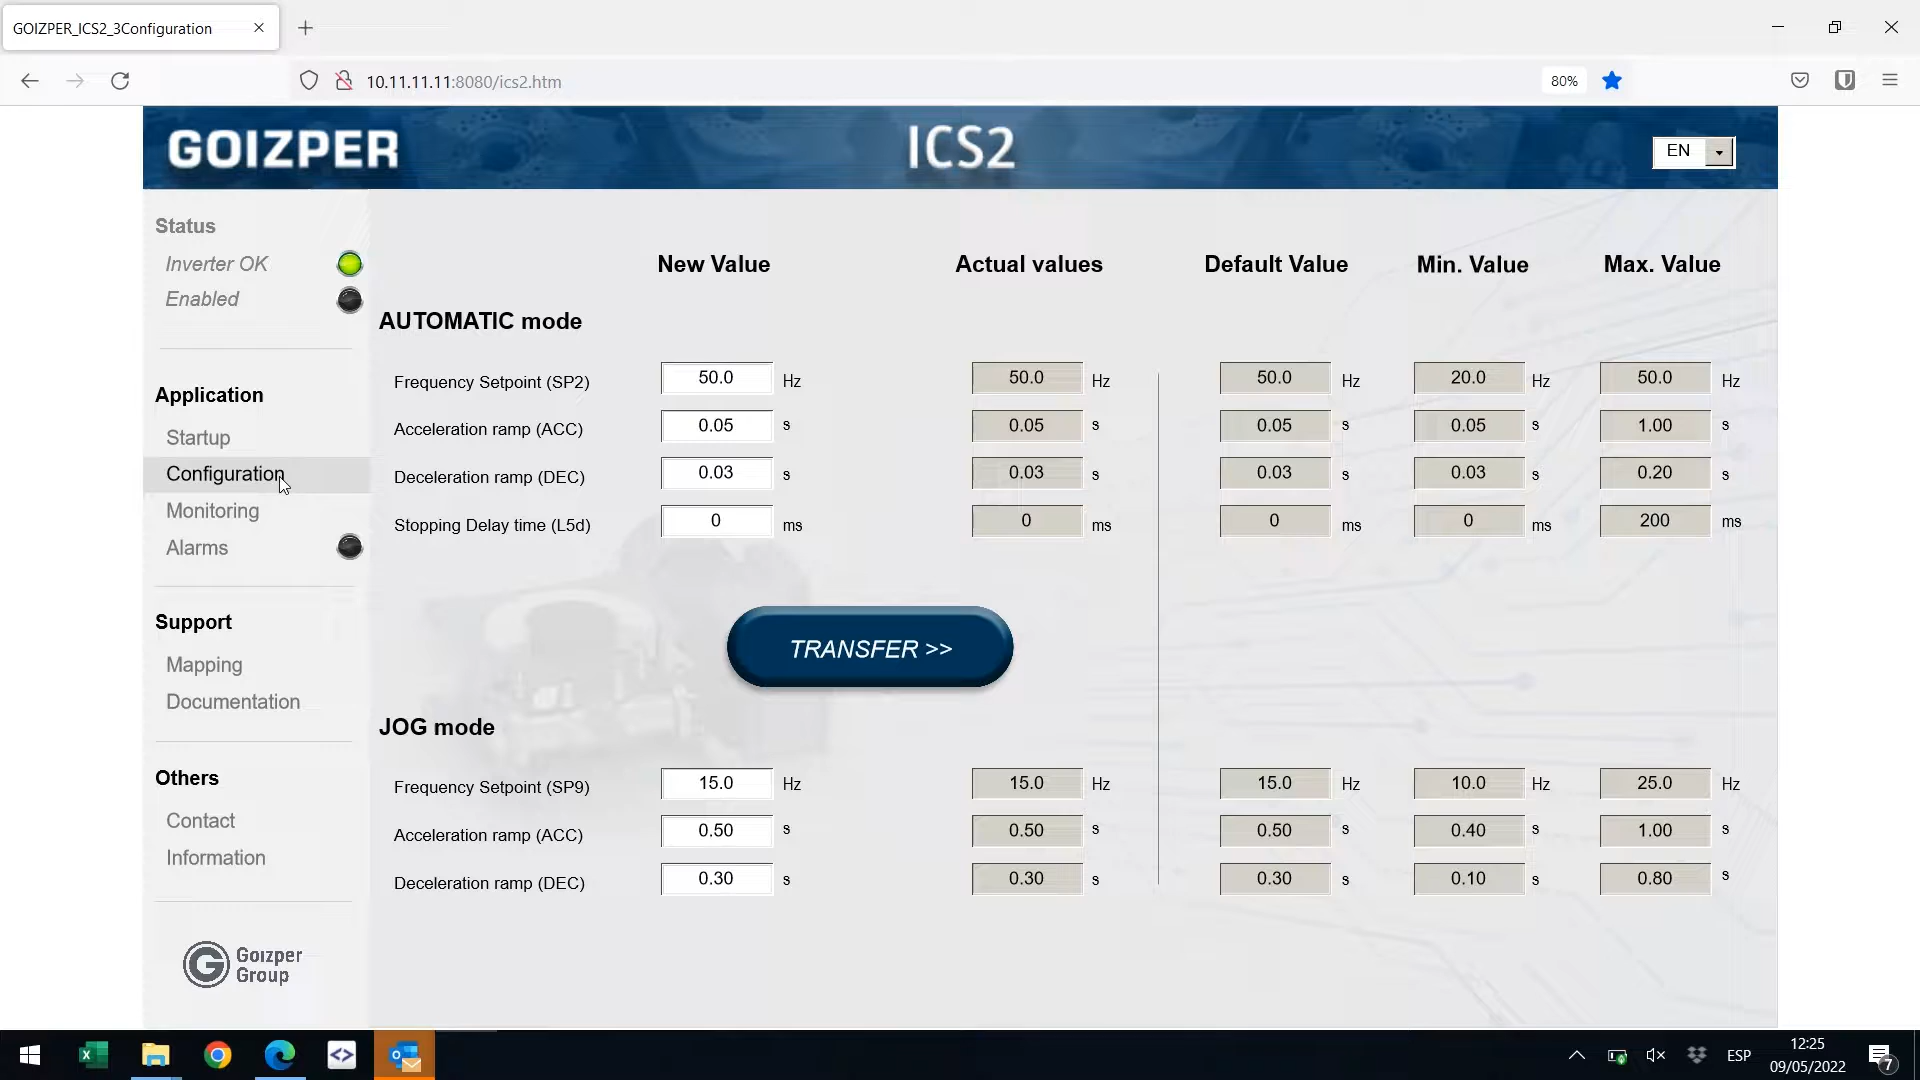 GOIZPER_ICS2_3Configuration
10.11.11.11:8080/ics2.htm
80%
GOIZPER
ICS2
EN
Status
Inverter OK
Enabled
Application
Startup
Configuration
Monitoring
Alarms
Support
Mapping
Documentation
Others
Contact
Information
Goizper
Group
New Value Actual values Default Value Min. Value Max. Value
AUTOMATIC mode
Frequency Setpoint (SP2) 50.0 Hz 50.0 Hz 50.0 Hz 20.0 Hz 50.0 Hz
Acceleration ramp (ACC) 0.05 s 0.05 s 0.05 s 0.05 s 1.00 s
Deceleration ramp (DEC) 0.03 s 0.03 s 0.03 s 0.03 s 0.20 s
Stopping Delay time (L5d) 0 ms 0 ms 0 ms 0 ms 200 ms
TRANSFER >>
JOG mode
Frequency Setpoint (SP9) 15.0 Hz 15.0 Hz 15.0 Hz 10.0 Hz 25.0 Hz
Acceleration ramp (ACC) 0.50 s 0.50 s 0.50 s 0.40 s 1.00 s
Deceleration ramp (DEC) 0.30 s 0.30 s 0.30 s 0.10 s 0.80 s
ESP
12:25
09/05/2022
7